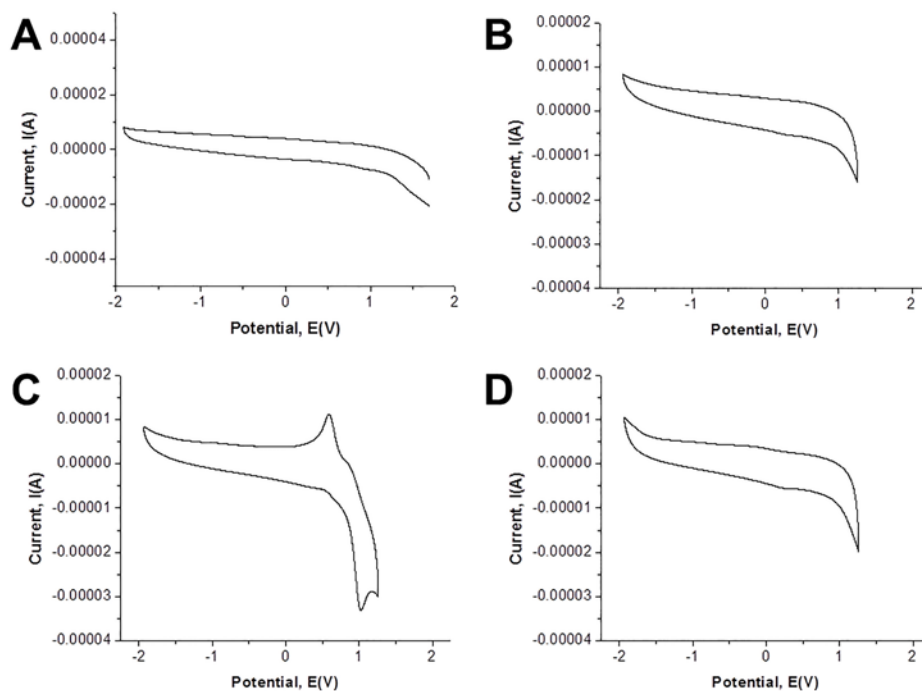 A
0.00004
0.00002
0.00000
-0.00002
-0.00004
Current, I(A)
-2 -1 0 1 2
Potential, E(V)
B
0.00002
0.00001
0.00000
-0.00001
-0.00002
-0.00003
-0.00004
Current, I(A)
-2 -1 0 1 2
Potential, E(V)
C
0.00002
0.00001
0.00000
-0.00001
-0.00002
-0.00003
-0.00004
Current, I(A)
-2 -1 0 1 2
Potential, E(V)
D
0.00002
0.00001
0.00000
-0.00001
-0.00002
-0.00003
-0.00004
Current, I(A)
-2 -1 0 1 2
Potential, E(V)